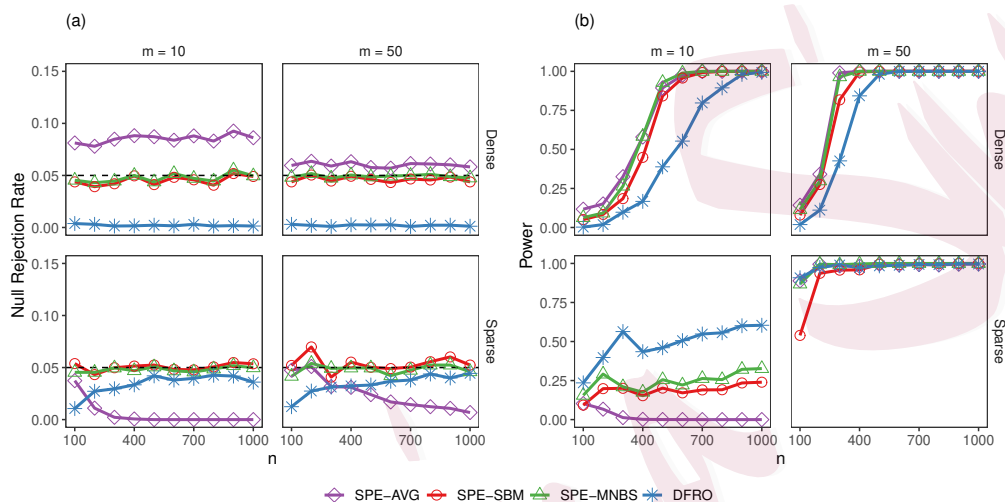 (a)
m = 10
m = 50
Null Rejection Rate
0.15
0.10
0.05
0.00
Dense
0.15
0.10
0.05
0.00
Sparse
100
400
700
1000
100
400
700
1000
n
(b)
m = 10
m = 50
Power
1.00
0.75
0.50
0.25
0.00
Dense
1.00
0.75
0.50
0.25
0.00
Sparse
100
400
700
1000
100
400
700
1000
n
SPE−AVG
SPE−SBM
SPE−MNBS
DFRO